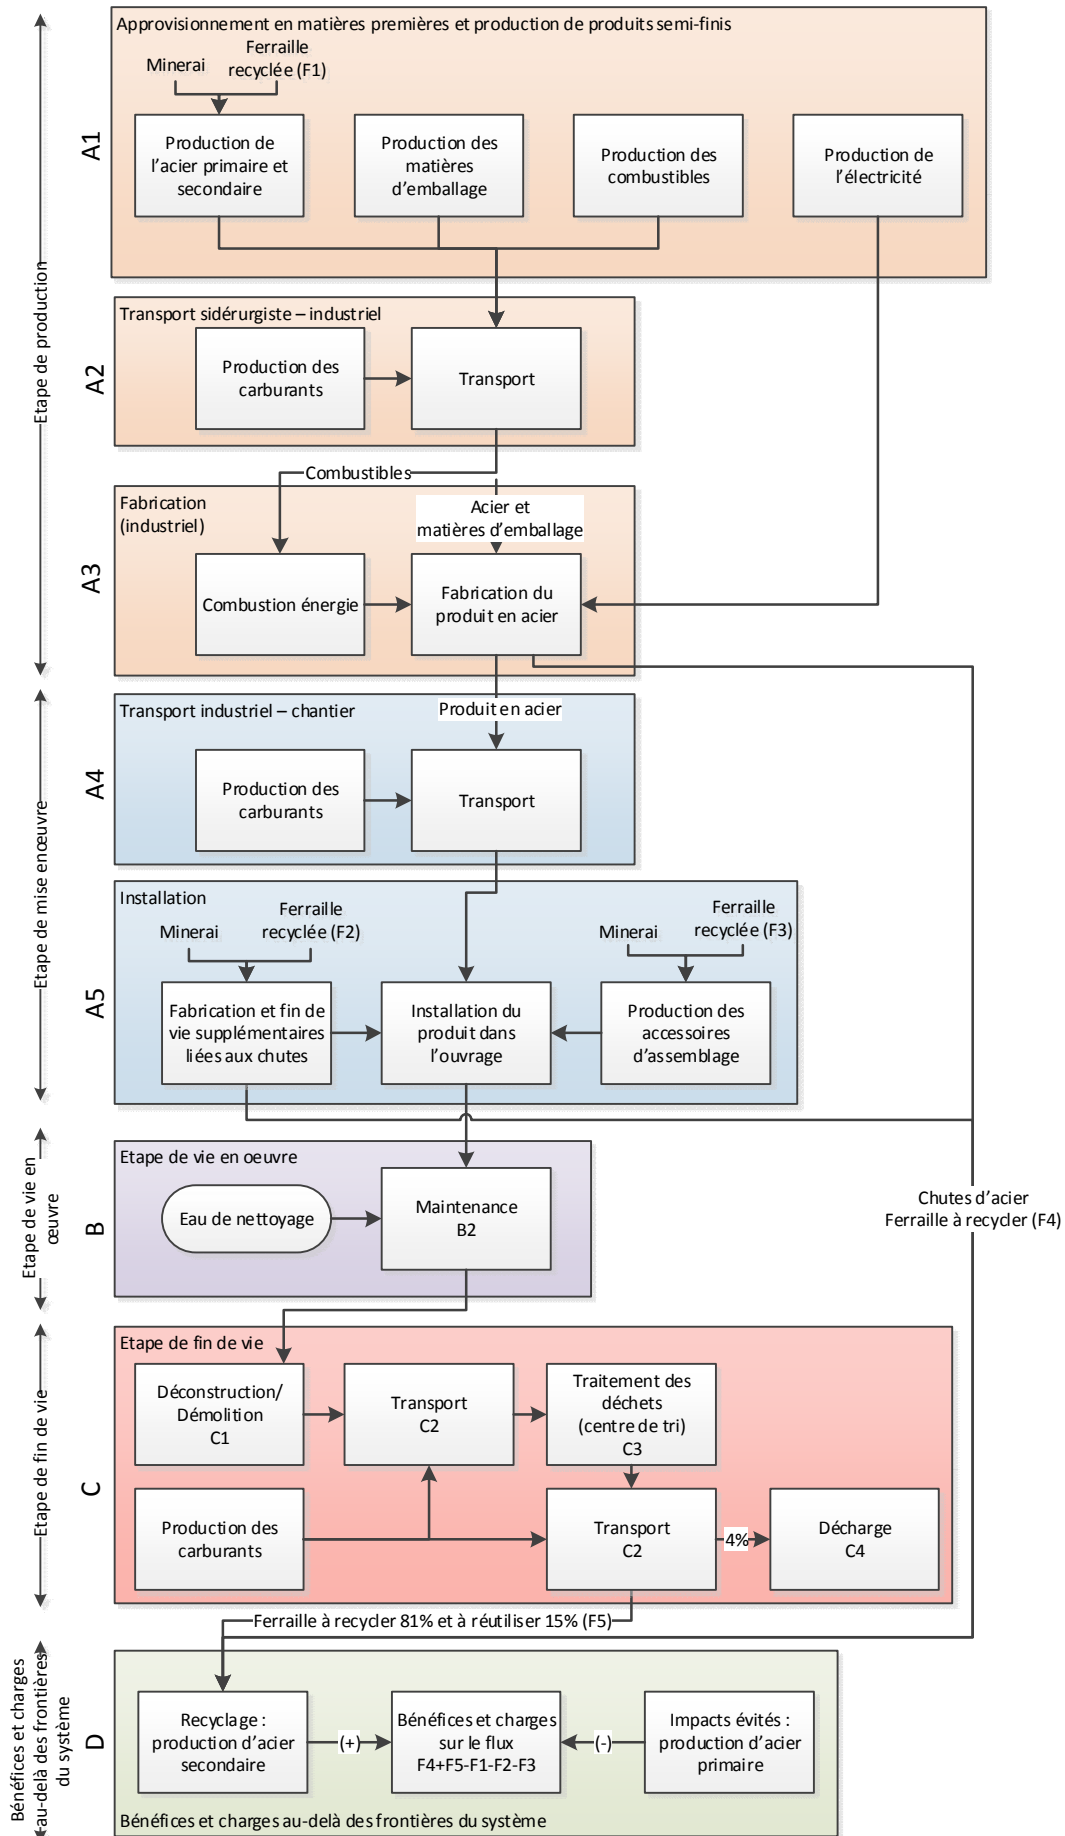 Approvisionnement en matières premières et production de produits semi-finis
Minerai
Ferraille
recyclée (F1)
Production de
l'acier primaire et
secondaire
Production des
matières
d'emballage
Production des
combustibles
Production de
l'électricité
A1
Etape de production
Transport sidérurgiste – industriel
Production des
carburants
Transport
A2
Combustibles
Fabrication
(industriel)
Acier et
matières d'emballage
Combustion énergie
Fabrication du
produit en acier
A3
Transport industriel – chantier
Produit en acier
Production des
carburants
Transport
A4
Etape de mise enœuvre
Installation
Minerai
Ferraille
recyclée (F2)
Minerai
Ferraille
recyclée (F3)
Fabrication et fin de
vie supplémentaires
liées aux chutes
Installation du
produit dans
l'ouvrage
Production des
accessoires
d'assemblage
A5
Etape de vie en oeuvre
Eau de nettoyage
Maintenance
B2
B
Etape de vie en
œuvre
Chutes d'acier
Ferraille à recycler (F4)
Etape de fin de vie
Déconstruction/
Démolition
C1
Transport
C2
Traitement des
déchets
(centre de tri)
C3
Production des
carburants
Transport
C2
4%
Décharge
C4
C
Etape de fin de vie
Ferraille à recycler 81% et à réutiliser 15% (F5)
Recyclage :
production d'acier
secondaire
(+)
Bénéfices et charges
sur le flux
F4+F5-F1-F2-F3
(-)
Impacts évités :
production d'acier
primaire
D
Bénéfices et charges
au-delà des frontières
du système
Bénéfices et charges au-delà des frontières du système